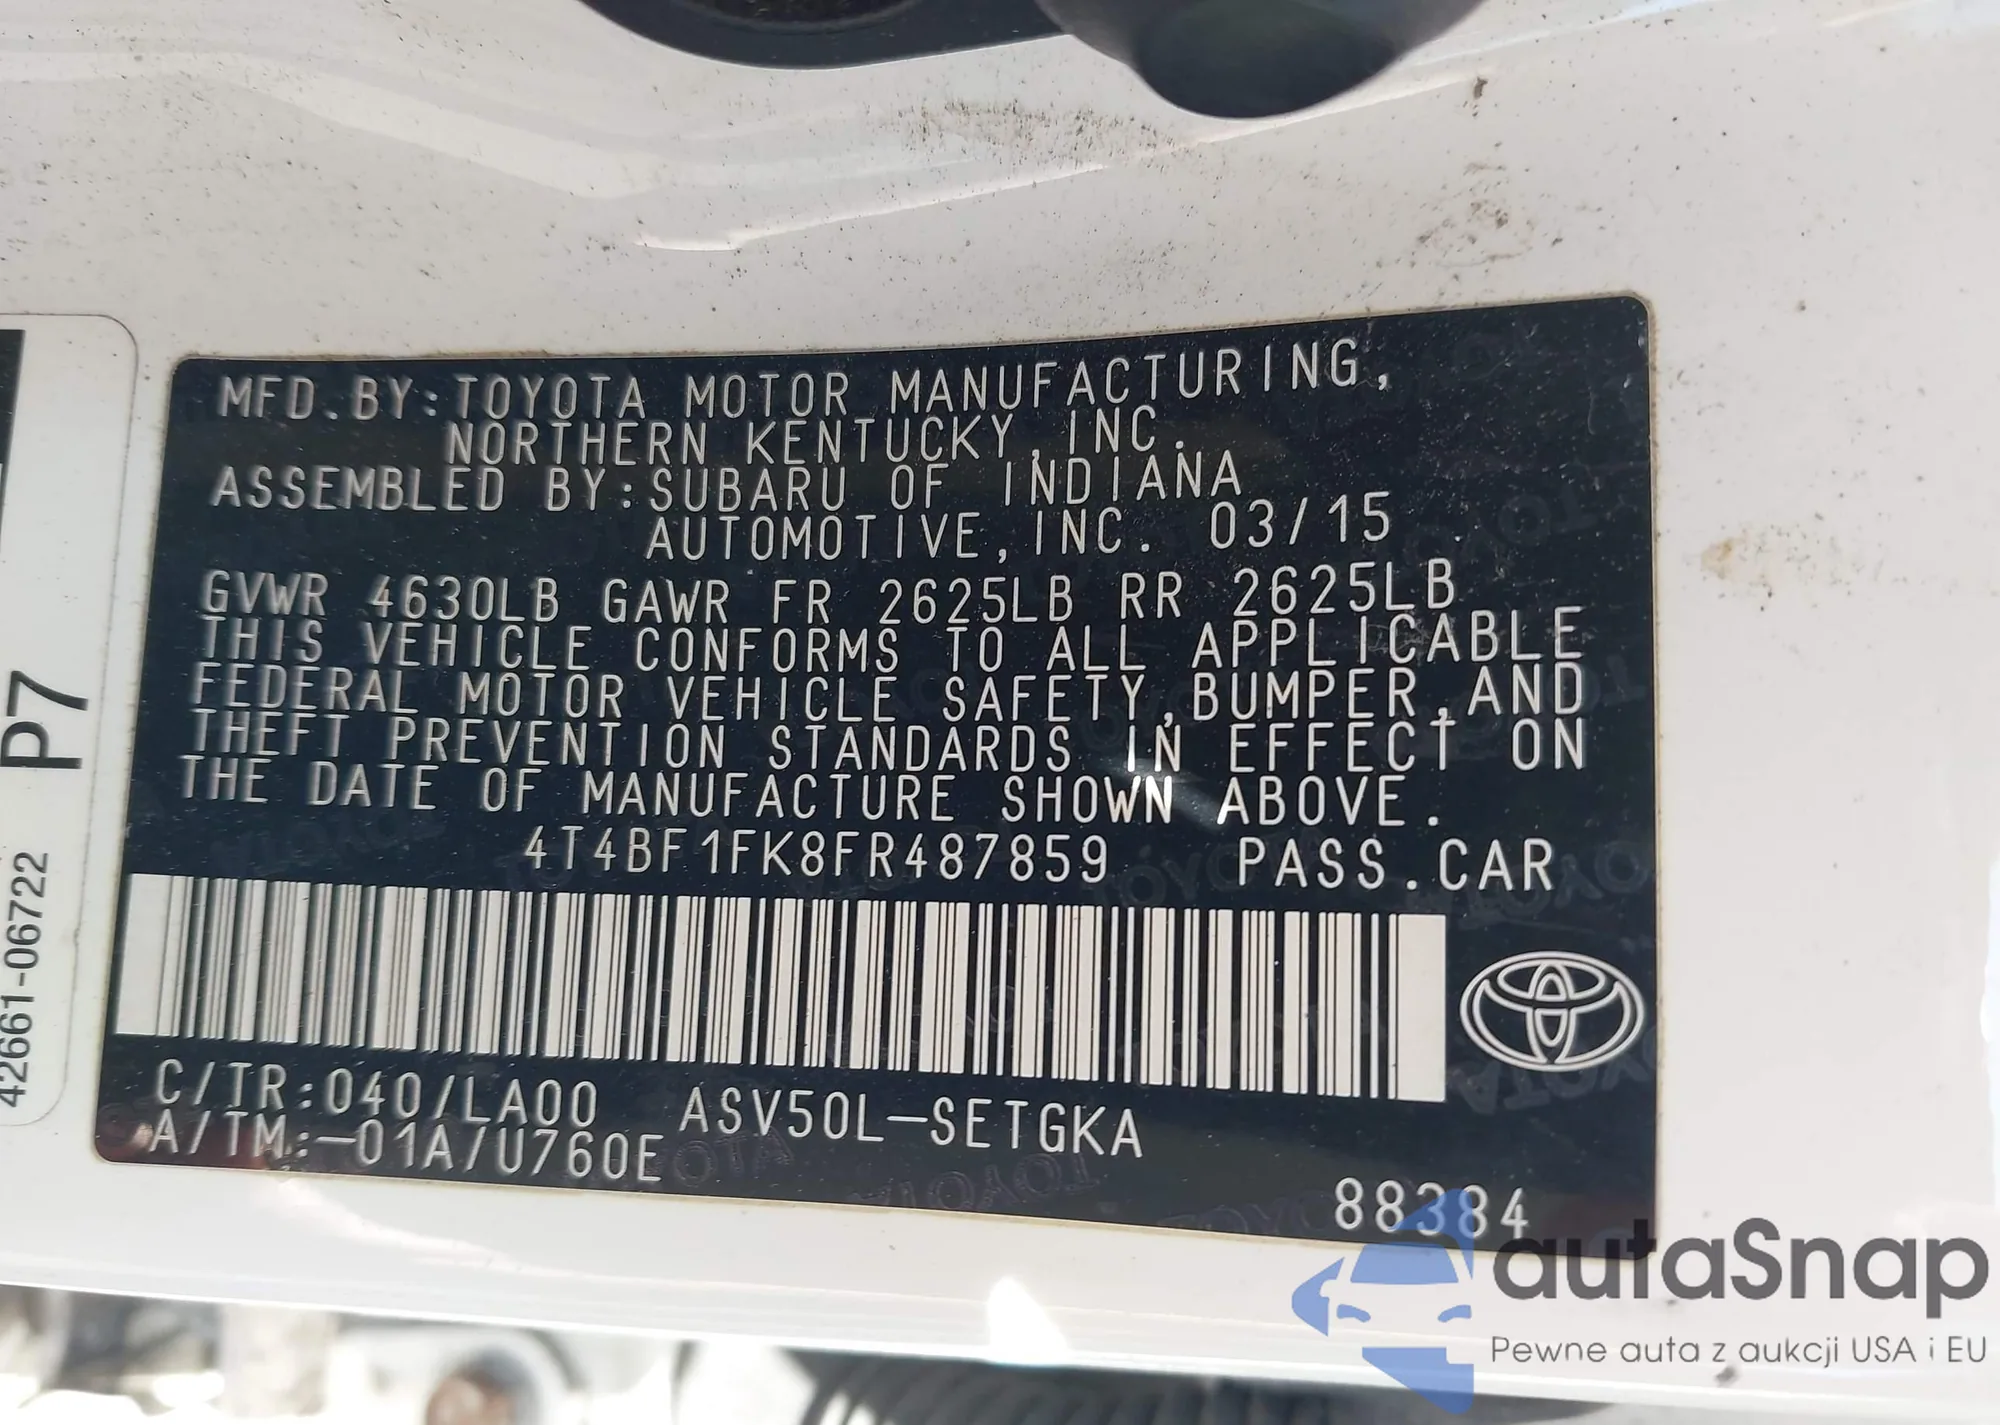 MFD.BY:TOYOTA MOTOR MANUFACTURING,
NORTHERN KENTUCKY,INC.
ASSEMBLED BY:SUBARU OF INDIANA
AUTOMOTIVE,INC. 03/15
GVWR 4630LB GAWR FR 2625LB RR 2625LB
THIS VEHICLE CONFORMS TO ALL APPLICABLE
FEDERAL MOTOR VEHICLE SAFETY,BUMPER,AND
THEFT PREVENTION STANDARDS IN EFFECT ON
THE DATE OF MANUFACTURE SHOWN ABOVE.
4T4BF1FK8FR487859 PASS.CAR
C/TR:040/LA00 ASV50L-SETGKA
A/TM:-01A/U760E
88384
42661-06722 P7
autaSnap
Pewne auta z aukcji USA i EU